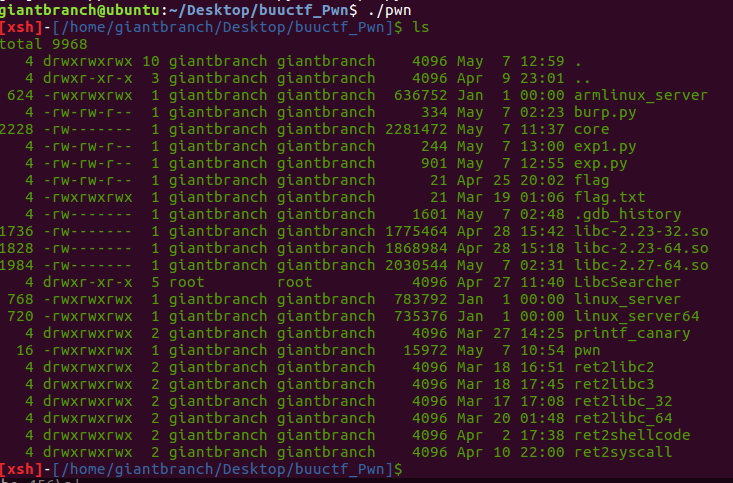 giantbranch@ubuntu:~/Desktop/buuctf_Pwn$ ./pwn
[xsh]-[/home/giantbranch/Desktop/buuctf_Pwn]$ ls
total 9968
4 drwxrwxrwx 10 giantbranch giantbranch 4096 May 7 12:59 .
4 drwxr-xr-x 3 giantbranch giantbranch 4096 Apr 9 23:01 ..
624 -rwxrwxrwx 1 giantbranch giantbranch 636752 Jan 1 00:00 armlinux_server
4 -rw-rw-r-- 1 giantbranch giantbranch 334 May 7 02:23 burp.py
2228 -rw------- 1 giantbranch giantbranch 2281472 May 7 11:37 core
4 -rw-rw-r-- 1 giantbranch giantbranch 244 May 7 13:00 exp1.py
4 -rw-rw-r-- 1 giantbranch giantbranch 901 May 7 12:55 exp.py
4 -rw-rw-r-- 1 giantbranch giantbranch 21 Apr 25 20:02 flag
4 -rwxrwxrwx 1 giantbranch giantbranch 21 Mar 19 01:06 flag.txt
4 -rw------- 1 giantbranch giantbranch 1601 May 7 02:48 .gdb_history
1736 -rw------- 1 giantbranch giantbranch 1775464 Apr 28 15:42 libc-2.23-32.so
1828 -rw------- 1 giantbranch giantbranch 1868984 Apr 28 15:18 libc-2.23-64.so
1984 -rw------- 1 giantbranch giantbranch 2030544 May 7 02:31 libc-2.27-64.so
4 drwxr-xr-x 5 root root 4096 Apr 27 11:40 LibcSearcher
768 -rwxrwxrwx 1 giantbranch giantbranch 783792 Jan 1 00:00 linux_server
720 -rwxrwxrwx 1 giantbranch giantbranch 735376 Jan 1 00:00 linux_server64
4 drwxrwxrwx 2 giantbranch giantbranch 4096 Mar 27 14:25 printf_canary
16 -rwxrwxrwx 1 giantbranch giantbranch 15972 May 7 10:54 pwn
4 drwxrwxrwx 2 giantbranch giantbranch 4096 Mar 18 16:51 ret2libc2
4 drwxrwxrwx 2 giantbranch giantbranch 4096 Mar 18 17:45 ret2libc3
4 drwxrwxrwx 2 giantbranch giantbranch 4096 Mar 17 17:08 ret2libc_32
4 drwxrwxrwx 2 giantbranch giantbranch 4096 Mar 20 01:48 ret2libc_64
4 drwxrwxrwx 2 giantbranch giantbranch 4096 Apr 2 17:38 ret2shellcode
4 drwxrwxrwx 2 giantbranch giantbranch 4096 Apr 10 22:00 ret2syscall
[xsh]-[/home/giantbranch/Desktop/buuctf_Pwn]$